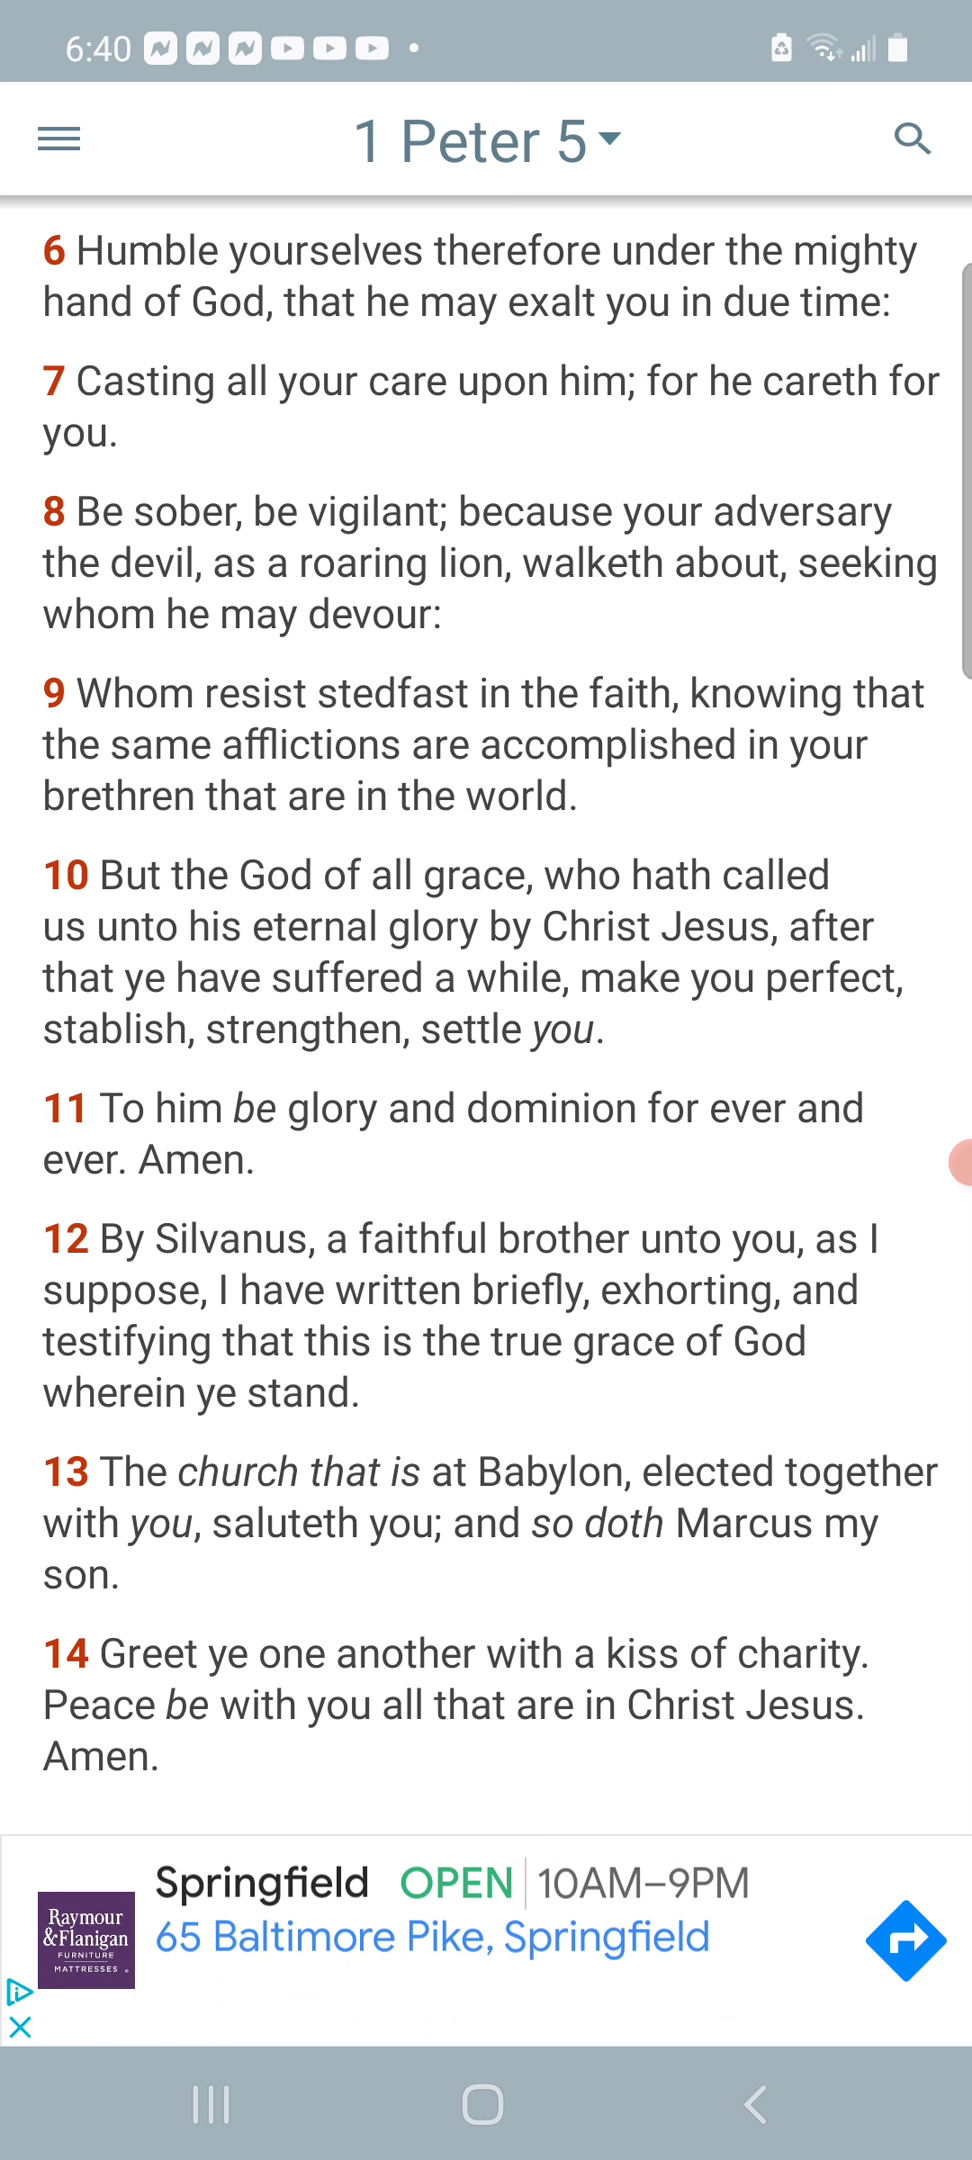 6:40
1 Peter 5
6 Humble yourselves therefore under the mighty
hand of God, that he may exalt you in due time:
7 Casting all your care upon him; for he careth for
you.
8 Be sober, be vigilant; because your adversary
the devil, as a roaring lion, walketh about, seeking
whom he may devour:
9 Whom resist stedfast in the faith, knowing that
the same afflictions are accomplished in your
brethren that are in the world.
10 But the God of all grace, who hath called
us unto his eternal glory by Christ Jesus, after
that ye have suffered a while, make you perfect,
stablish, strengthen, settle you.
11 To him be glory and dominion for ever and
ever. Amen.
12 By Silvanus, a faithful brother unto you, as I
suppose, I have written briefly, exhorting, and
testifying that this is the true grace of God
wherein ye stand.
13 The church that is at Babylon, elected together
with you, saluteth you; and so doth Marcus my
son.
14 Greet ye one another with a kiss of charity.
Peace be with you all that are in Christ Jesus.
Amen.
Springfield OPEN 10AM–9PM
65 Baltimore Pike, Springfield
Raymour
&Flanigan
FURNITURE
MATTRESSES